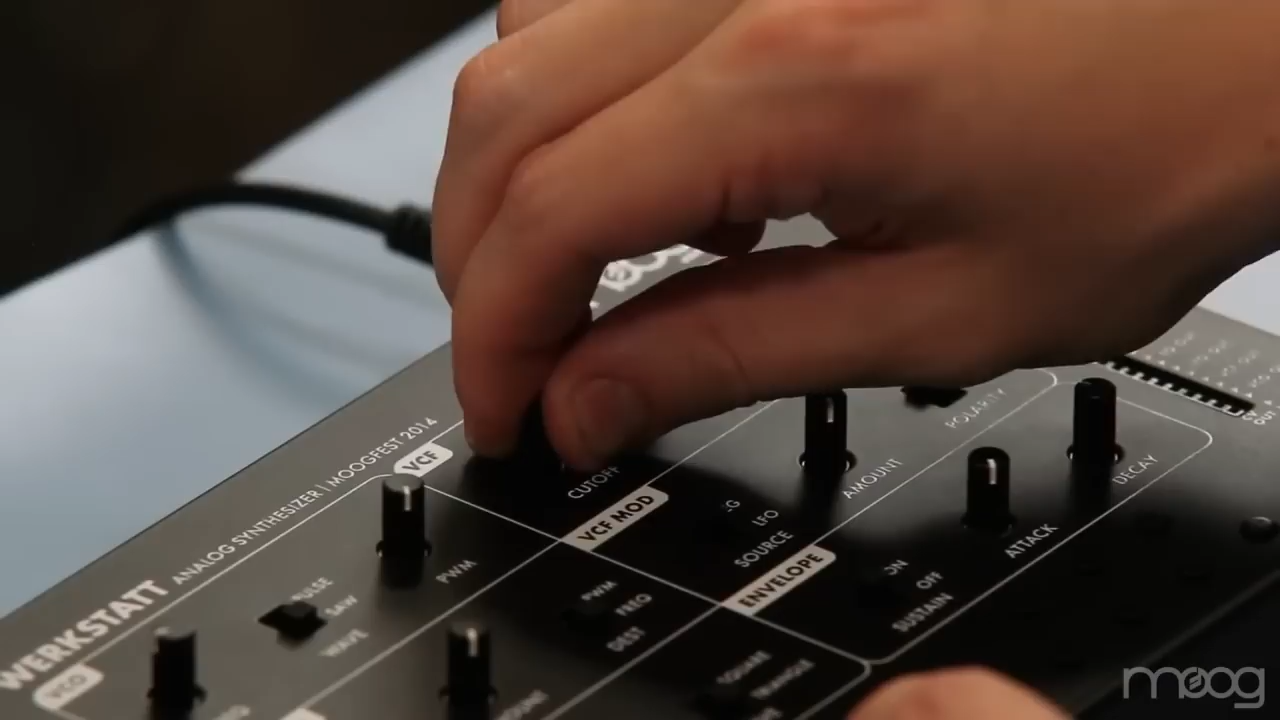 WERKSTATT ANALOG SYNTHESIZER | MOOGFEST 2014
VCO
PULSE
SAW
WAVE
PWM
VCF
CUTOFF
VCF MOD
PWM
FREQ
DEST
LFO
SOURCE
AMOUNT
POLARITY
ENVELOPE
ON
OFF
SUSTAIN
ATTACK
DECAY
SQUARE
TRIANGLE
OUT
moog